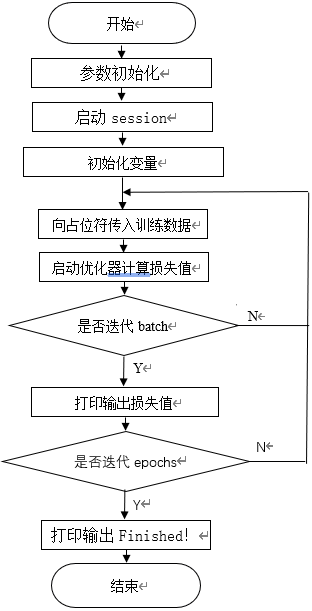 开始
参数初始化
启动 session
初始化变量
向占位符传入训练数据
启动优化器计算损失值
是否迭代 batch
N
Y
打印输出损失值
是否迭代 epochs
N
Y
打印输出 Finished!
结束